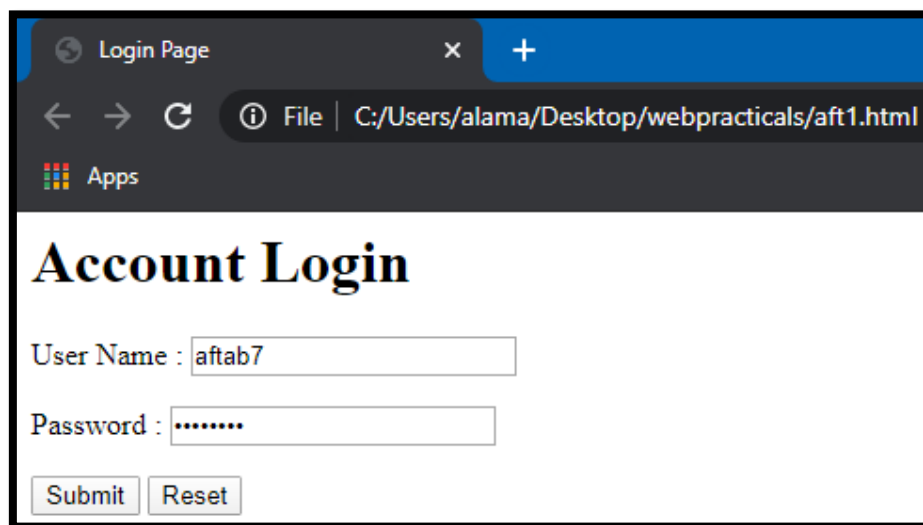 Login Page
File C:/Users/alama/Desktop/webpracticals/aft1.html
Apps
Account Login
User Name : aftab7
Password : ••••••••
Submit Reset